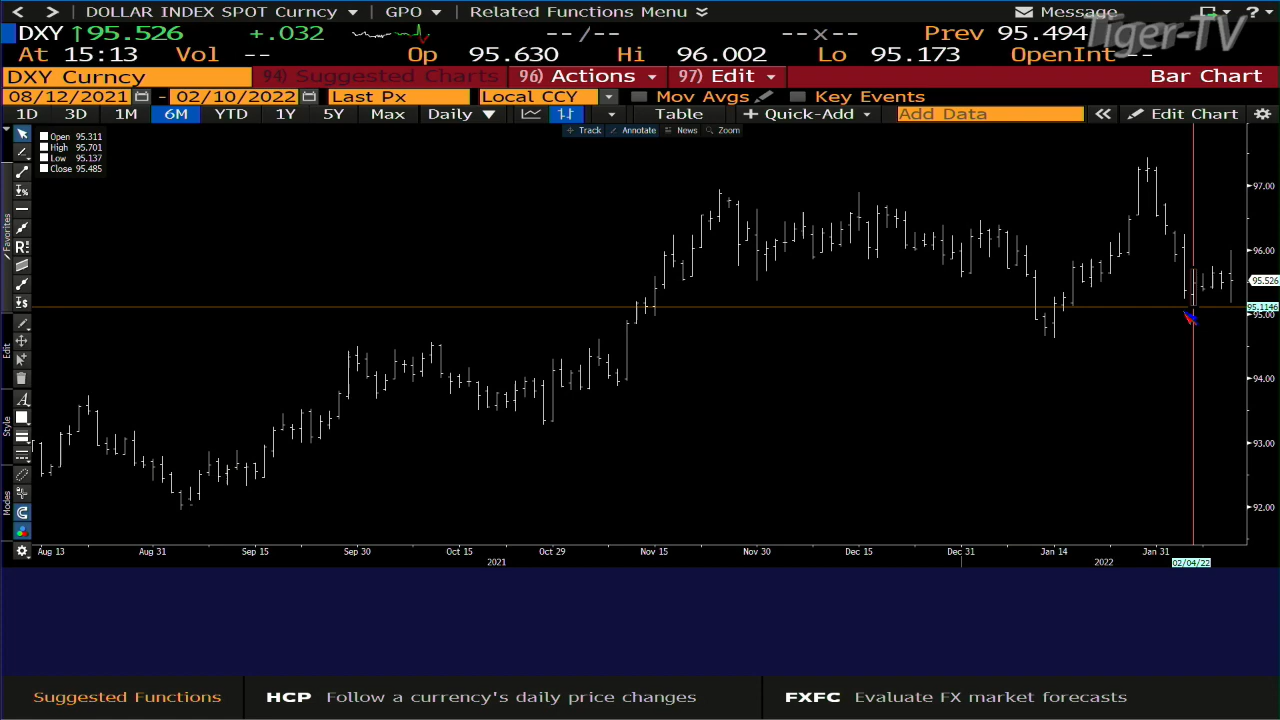 < > DOLLAR INDEX SPOT Curncy GPO Related Functions Menu Message ?
DXY ↑95.526 +.032 --/-- --x-- Prev 95.494
Tiger-TV
At 15:13 Vol -- Op 95.630 Hi 96.002 Lo 95.173 OpenInt --
DXY Curncy 94) Suggested Charts 96) Actions 97) Edit Bar Chart
08/12/2021 02/10/2022 Last Px Local CCY Mov Avgs Key Events
1D 3D 1M 6M YTD 1Y 5Y Max Daily ▼ Table + Quick-Add Add Data « Edit Chart
Track Annotate News Zoom
Open 95.311
High 95.701
Low 95.137
Close 95.485
Favorites
Edit
Style
Modes
97.00
96.00
95.526
95.1146
95.00
94.00
93.00
92.00
Aug 13 Aug 31 Sep 15 Sep 30 Oct 15 Oct 29 Nov 15 Nov 30 Dec 15 Dec 31 Jan 14 Jan 31
2021 2022 02/04/22
Suggested Functions HCP Follow a currency's daily price changes FXFC Evaluate FX market forecasts